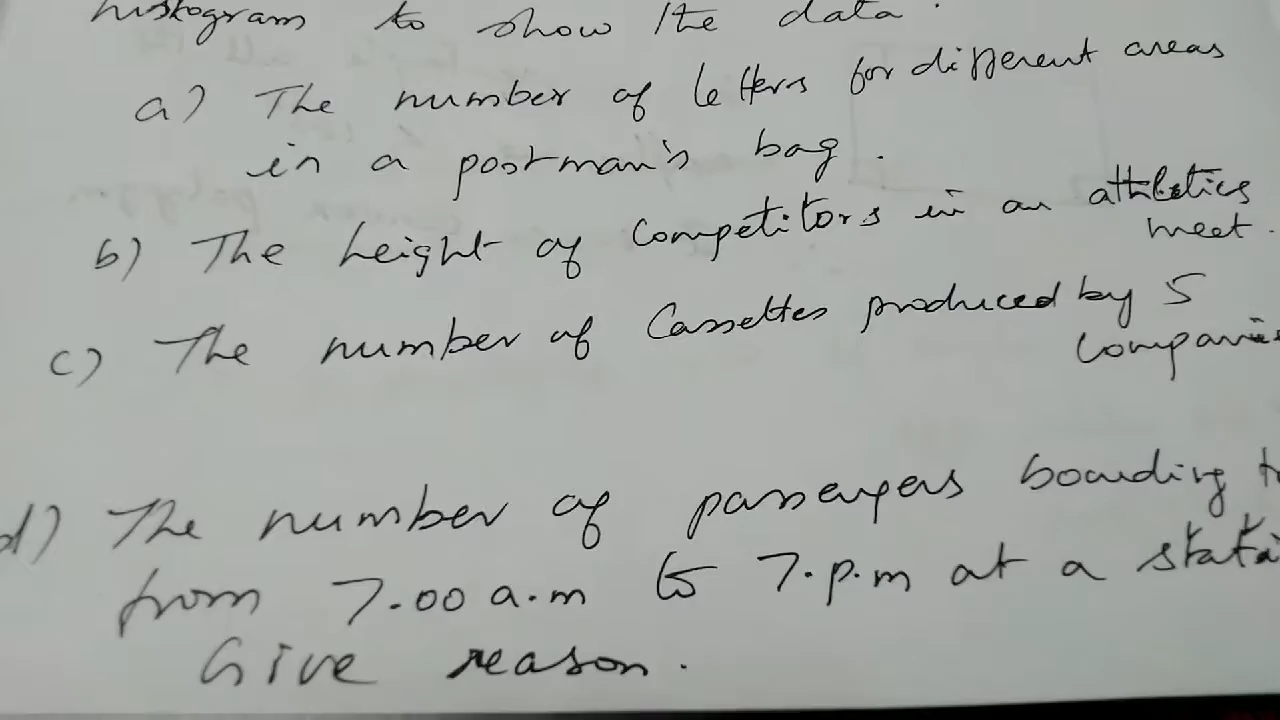 histogram to show the data.
a) The number of letters for different areas
in a postman's bag.
b) The height of competitors in an athletics
meet.
c) The number of Cassettes produced by 5
companies
d) The number of passengers boarding
from 7.00 a.m to 7.p.m at a
Give reason.